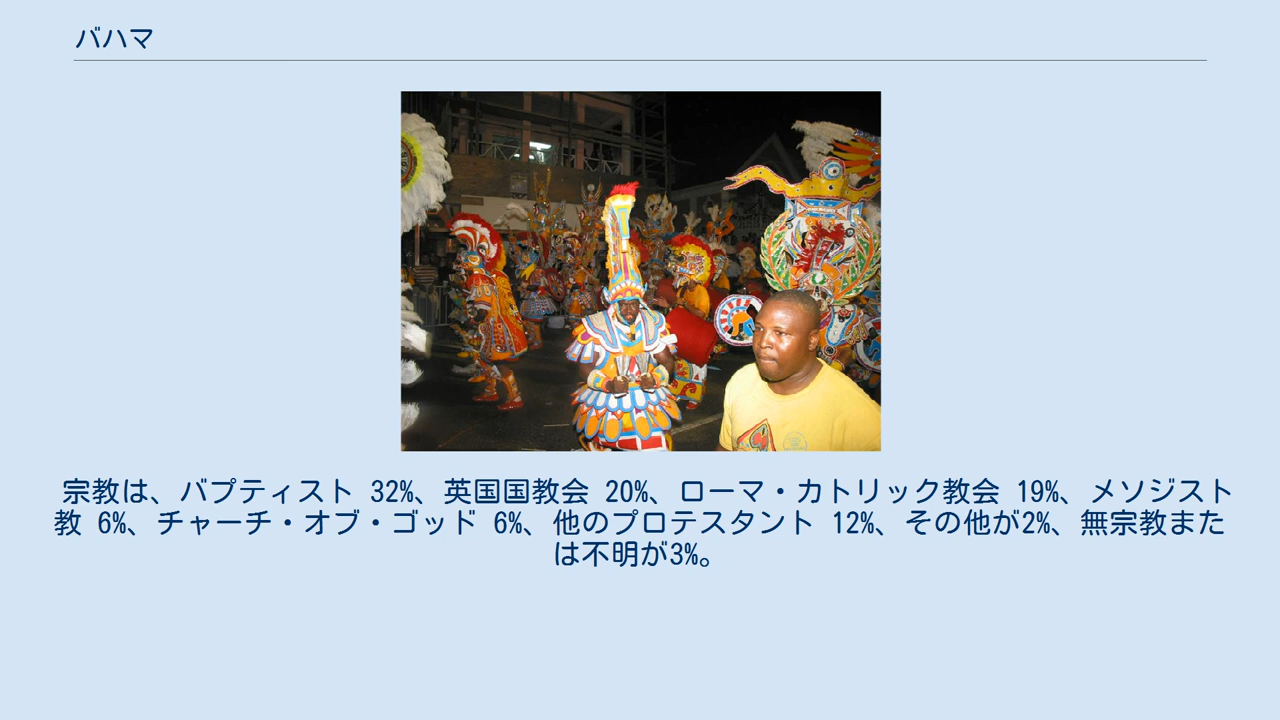 バハマ
宗教は、バプティスト 32%、英国国教会 20%、ローマ・カトリック教会 19%、メソジスト
教 6%、チャーチ・オブ・ゴッド 6%、他のプロテスタント 12%、その他が2%、無宗教また
は不明が3%。